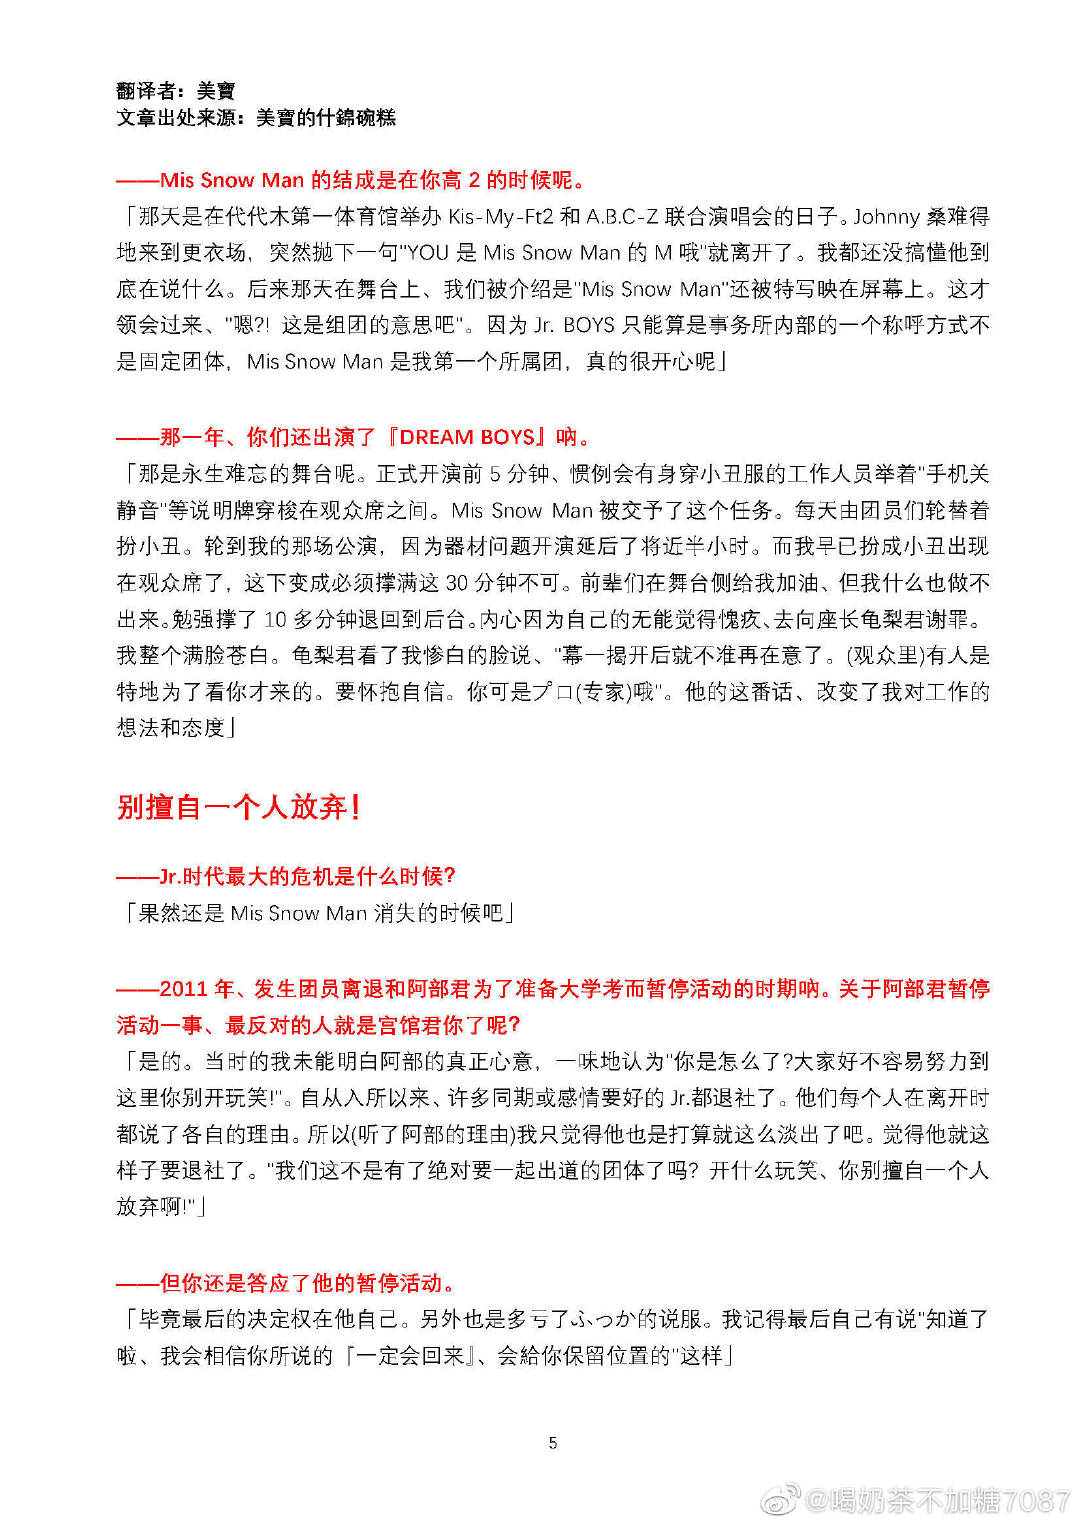 翻译者：美寶
文章出处来源：美寶的什錦碗糕
——Mis Snow Man 的结成是在你高 2 的时候呢。
「那天是在代代木第一体育馆举办 Kis-My-Ft2 和 A.B.C-Z 联合演唱会的日子。Johnny 桑难得
地来到更衣场，突然抛下一句"YOU 是 Mis Snow Man 的 M 哦"就离开了。我都还没搞懂他到
底在说什么。后来那天在舞台上、我们被介绍是"Mis Snow Man"还被特写映在屏幕上。这才
领会过来、"嗯?! 这是组团的意思吧"。因为 Jr. BOYS 只能算是事务所内部的一个称呼方式不
是固定团体，Mis Snow Man 是我第一个所属团，真的很开心呢」
——那一年、你们还出演了『DREAM BOYS』呐。
「那是永生难忘的舞台呢。正式开演前 5 分钟、惯例会有身穿小丑服的工作人员举着"手机关
静音"等说明牌穿梭在观众席之间。Mis Snow Man 被交予了这个任务。每天由团员们轮替着
扮小丑。轮到我的那场公演，因为器材问题开演延后了将近半小时。而我早已扮成小丑出现
在观众席了，这下变成必须撑满这 30 分钟不可。前辈们在舞台侧给我加油、但我什么也做不
出来。勉强撑了 10 多分钟退回到后台。内心因为自己的无能觉得愧疚、去向座长龟梨君谢罪。
我整个满脸苍白。龟梨君看了我惨白的脸说、"幕一揭开后就不准再在意了。(观众里)有人是
特地为了看你才来的。要怀抱自信。你可是プロ(专家)哦"。他的这番话、改变了我对工作的
想法和态度」
别擅自一个人放弃！
——Jr.时代最大的危机是什么时候？
「果然还是 Mis Snow Man 消失的时候吧」
——2011 年、发生团员离退和阿部君为了准备大学考而暂停活动的时期呐。关于阿部君暂停
活动一事、最反对的人就是宫馆君你了呢？
「是的。当时的我未能明白阿部的真正心意，一味地认为"你是怎么了?大家好不容易努力到
这里你别开玩笑!"。自从入所以来、许多同期或感情要好的 Jr.都退社了。他们每个人在离开时
都说了各自的理由。所以(听了阿部的理由)我只觉得他也是打算就这么淡出了吧。觉得他就这
样子要退社了。"我们这不是有了绝对要一起出道的团体了吗? 开什么玩笑、你别擅自一个人
放弃啊!"」
——但你还是答应了他的暂停活动。
「毕竟最后的决定权在他自己。另外也是多亏了ふっか的说服。我记得最后自己有说"知道了
啦、我会相信你所说的『一定会回来』、会給你保留位置的"这样」
5
@喝奶茶不加糖7087